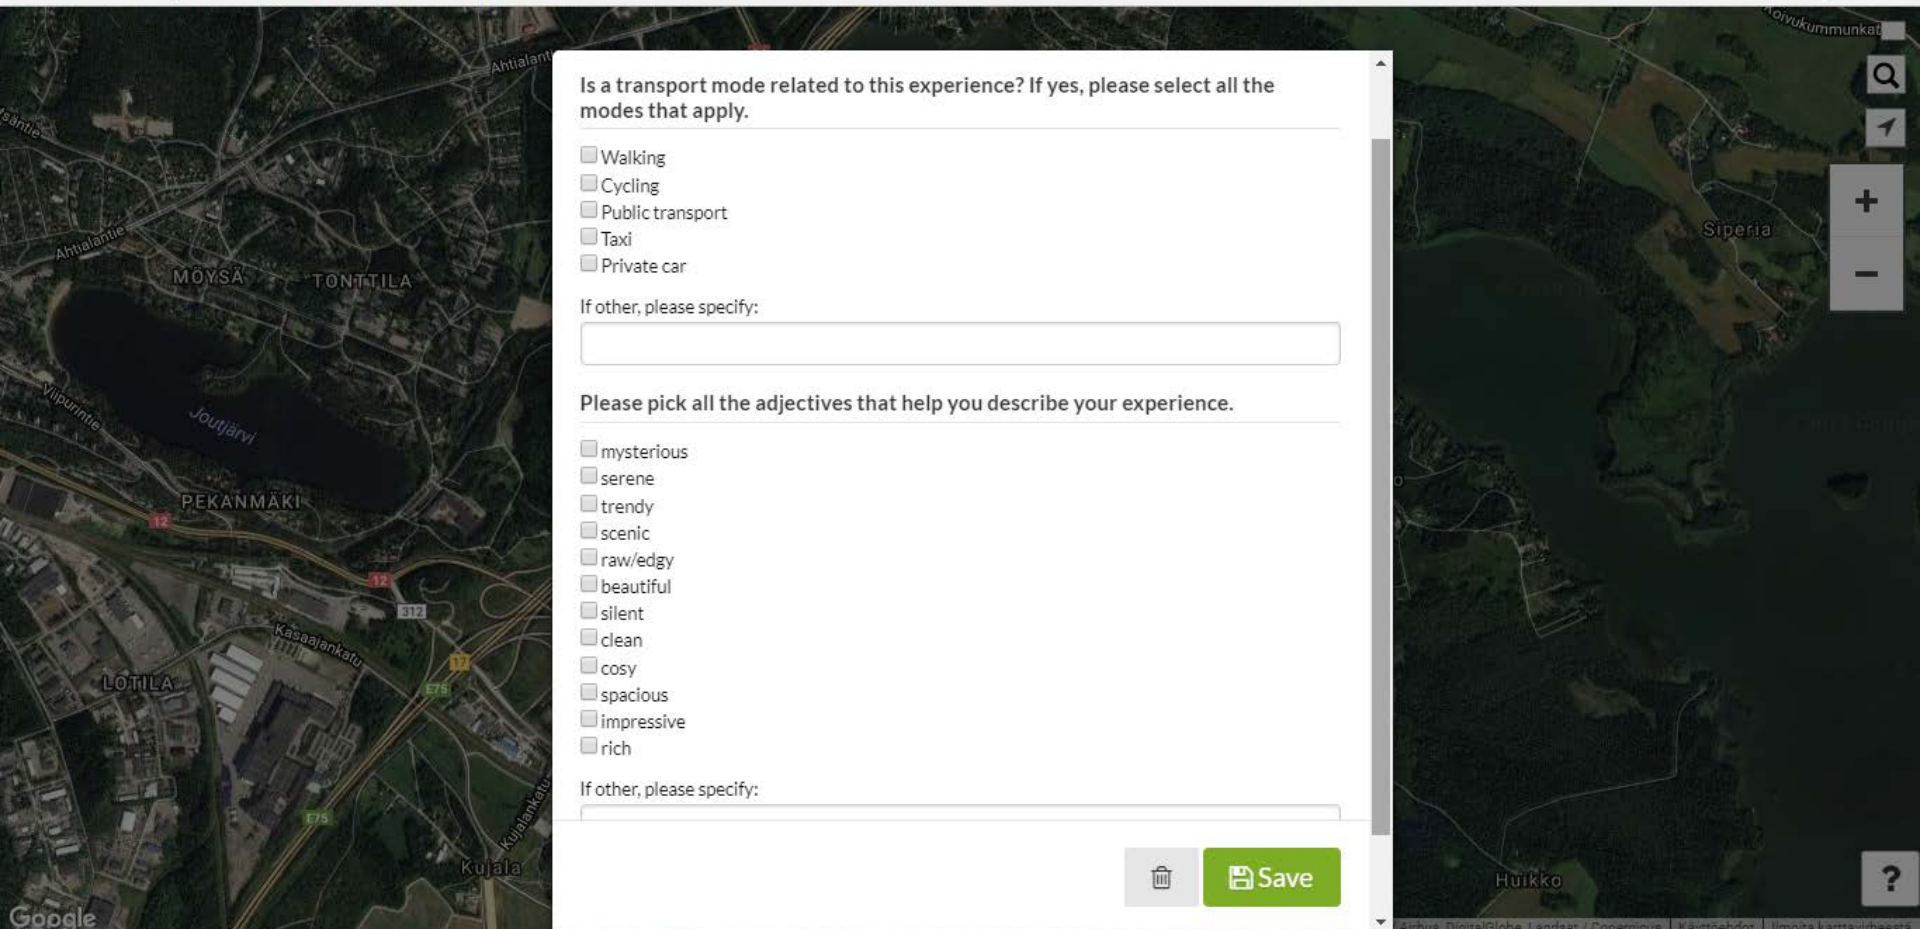 Koivukummunkat
Ahtialant
Is a transport mode related to this experience? If yes, please select all the
modes that apply.
Walking
Cycling
Public transport
Taxi
Private car
If other, please specify:
Please pick all the adjectives that help you describe your experience.
mysterious
serene
trendy
scenic
raw/edgy
beautiful
silent
clean
cosy
spacious
impressive
rich
If other, please specify:
Save
Ahtialantie
MÖYSÄ
TONTTILA
Siperia
+
−
Viipurintie
Joutjärvi
PEKANMÄKI
12
12
312
Kasaajankatu
17
LOTILA
E75
E75
Kujalankatu
Kujala
Huikko
?
Google